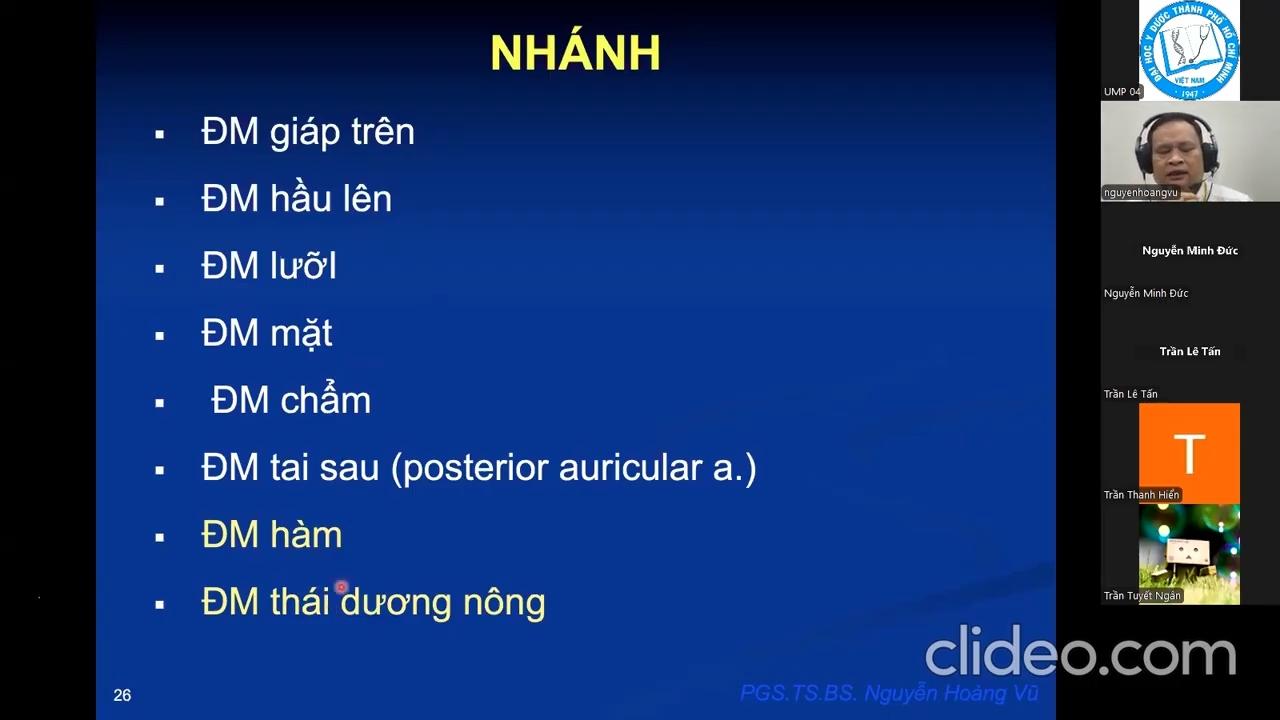 NHÁNH
▪ ĐM giáp trên
▪ ĐM hầu lên
▪ ĐM lưỡI
▪ ĐM mặt
▪ ĐM chẩm
▪ ĐM tai sau (posterior auricular a.)
▪ ĐM hàm
▪ ĐM thái dương nông
26
PGS.TS.BS. Nguyễn Hoàng Vũ
clideo.com
ĐẠI HỌC Y DƯỢC THÀNH PHỐ HỒ CHÍ MINH
VIỆT NAM
1947
UMP 04
nguyenhoangvu
Nguyễn Minh Đức
Nguyễn Minh Đức
Trần Lê Tấn
Trần Lê Tấn
T
Trần Thanh Hiển
Trần Tuyết Ngân